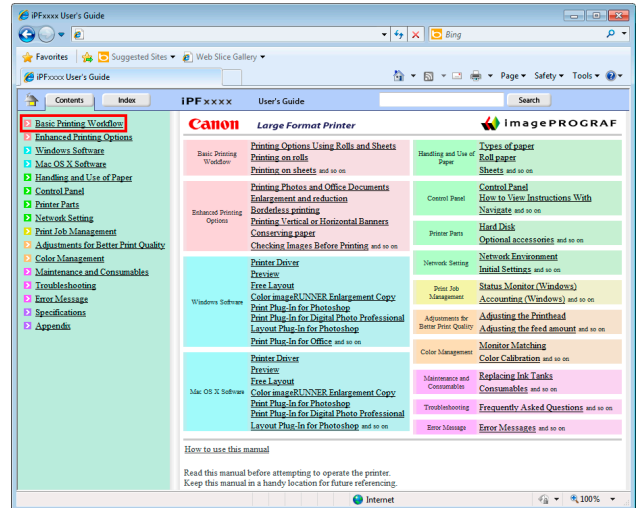 iPFxxxx User's Guide
Bing
Favorites
Suggested Sites
Web Slice Gallery
iPFxxxx User's Guide
Page
Safety
Tools
Contents
Index
iPFxxxx
User's Guide
Search
Basic Printing Workflow
Enhanced Printing Options
Windows Software
Mac OS X Software
Handling and Use of Paper
Control Panel
Printer Parts
Network Setting
Print Job Management
Adjustments for Better Print Quality
Color Management
Maintenance and Consumables
Troubleshooting
Error Message
Specifications
Appendix
Canon
Large Format Printer
imagePROGRAF
Basic Printing
Workflow
Printing Options Using Rolls and Sheets
Printing on rolls
Printing on sheets and so on
Enhanced Printing
Options
Printing Photos and Office Documents
Enlargement and reduction
Borderless printing
Printing Vertical or Horizontal Banners
Conserving paper
Checking Images Before Printing and so on
Windows Software
Printer Driver
Preview
Free Layout
Color imageRUNNER Enlargement Copy
Print Plug-In for Photoshop
Print Plug-In for Digital Photo Professional
Layout Plug-In for Photoshop
Print Plug-In for Office and so on
Mac OS X Software
Printer Driver
Preview
Free Layout
Color imageRUNNER Enlargement Copy
Print Plug-In for Photoshop
Print Plug-In for Digital Photo Professional
Layout Plug-In for Photoshop and so on
Handling and Use of
Paper
Types of paper
Roll paper
Sheets and so on
Control Panel
Control Panel
How to View Instructions With
Navigate and so on
Printer Parts
Hard Disk
Optional accessories and so on
Network Setting
Network Environment
Initial Settings and so on
Print Job
Management
Status Monitor (Windows)
Accounting (Windows) and so on
Adjustments for
Better Print Quality
Adjusting the Printhead
Adjusting the feed amount and so on
Color Management
Monitor Matching
Color Calibration and so on
Maintenance and
Consumables
Replacing Ink Tanks
Consumables and so on
Troubleshooting
Frequently Asked Questions and so on
Error Message
Error Messages and so on
How to use this
manual
Read this manual before attempting to operate the printer.
Keep this manual in a handy location for future referencing.
Internet
100%